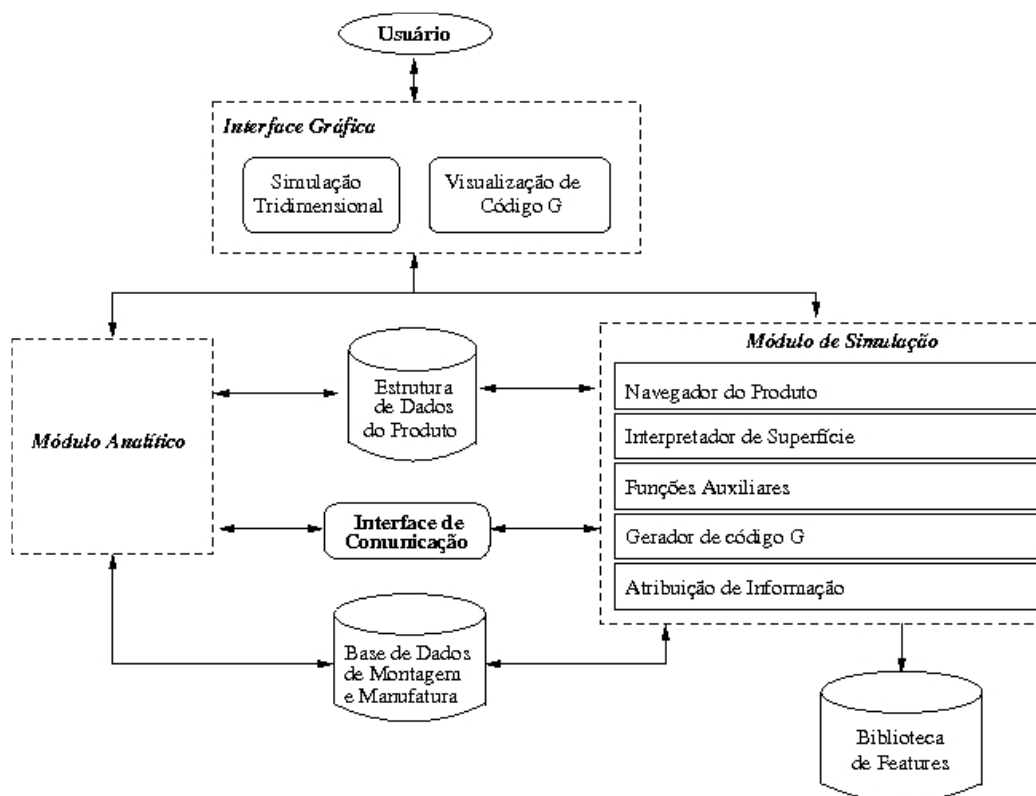 Usuário
Interface Gráfica
Simulação
Tridimensional
Visualização de
Código G
Módulo Analítico
Estrutura
de Dados
do Produto
Interface de
Comunicação
Base de Dados
de Montagem
e Manufatura
Módulo de Simulação
Navegador do Produto
Interpretador de Superfície
Funções Auxiliares
Gerador de código G
Atribuição de Informação
Biblioteca
de Features